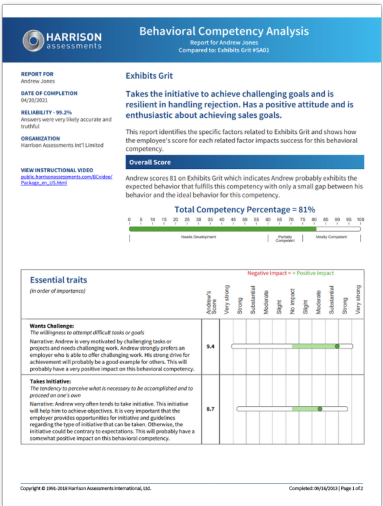 HARRISON
assessments
Behavioral Competency Analysis
Report for Andrew Jones
Compared to: Exhibits Grit #SA01
REPORT FOR
Andrew Jones
DATE OF COMPLETION
04/20/2021
RELIABILITY - 99.2%
Answers were very likely accurate and
truthful
ORGANIZATION
Harrison Assessments Int'l Limited
VIEW INSTRUCTIONAL VIDEO
public.harrisonassessments.com/BCvideo/
Package_en_US.html
Exhibits Grit
Takes the initiative to achieve challenging goals and is
resilient in handling rejection. Has a positive attitude and is
enthusiastic about achieving sales goals.
This report identifies the specific factors related to Exhibits Grit and shows how
the employee's score for each related factor impacts success for this behavioral
competency.
Overall Score
Andrew scores 81 on Exhibits Grit which indicates Andrew probably exhibits the
expected behavior that fulfills this competency with only a small gap between his
behavior and the ideal behavior for this competency.
Total Competency Percentage = 81%
0 5 10 15 20 25 30 35 40 45 50 55 60 65 70 75 80 85 90 95 100
Needs Development
Partially
Competent
Mostly Competent
Essential traits
(in order of importance)
Negative Impact = = Positive Impact
Andrew's
Score
Very strong
Strong
Substantial
Moderate
Slight
No impact
Slight
Moderate
Substantial
Strong
Very strong
Wants Challenge:
The willingness to attempt difficult tasks or goals
Narrative: Andrew is very motivated by challenging tasks or
projects and needs challenging work. Andrew strongly prefers an
employer who is able to offer challenging work. His strong drive for
achievement will probably be a good example for others. This will
probably have a very positive impact on this behavioral competency.
9.4
Takes Initiative:
The tendency to perceive what is necessary to be accomplished and to
proceed on one's own
Narrative: Andrew very often tends to take initiative. This initiative
will help him to achieve objectives. It is very important that the
employer provides opportunities for initiative and guidelines
regarding the type of initiative that can be taken. Otherwise, the
initiative could be contrary to expectations. This will probably have a
somewhat positive impact on this behavioral competency.
8.7
Copyright © 1991-2018 Harrison Assessments International, Ltd.
Completed: 09/16/2013 | Page 1 of 2